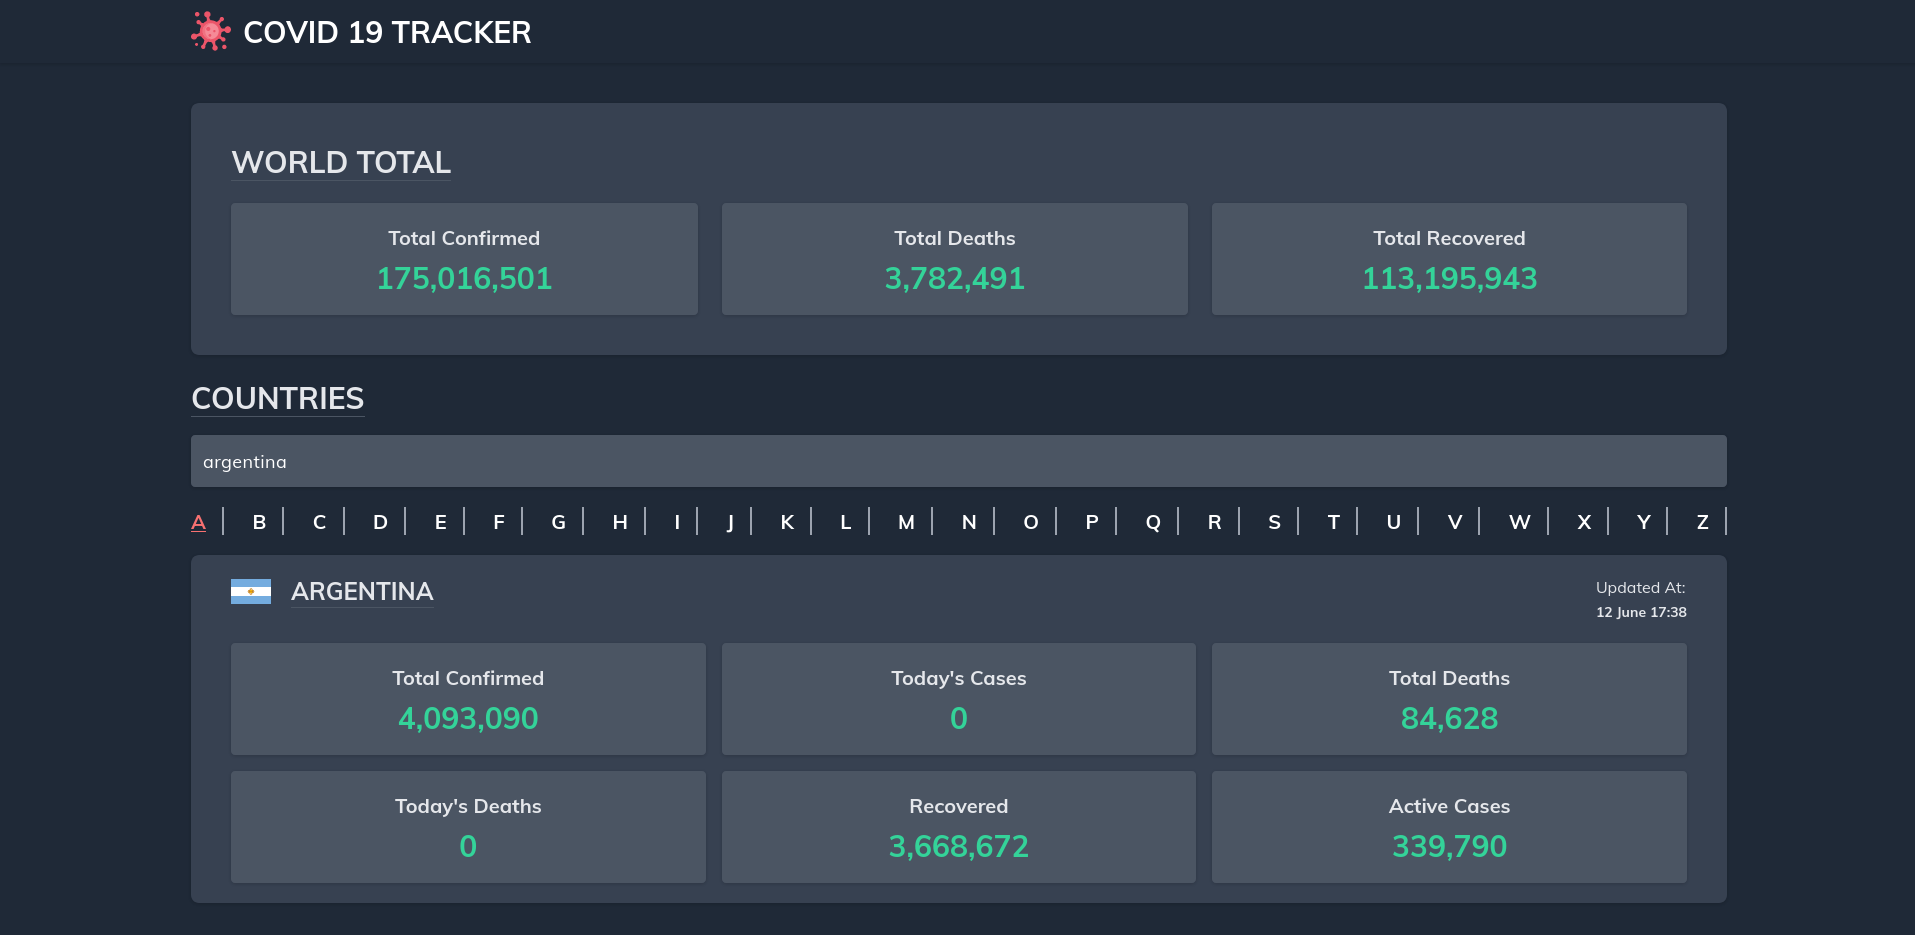 COVID 19 TRACKER
WORLD TOTAL
Total Confirmed
175,016,501
Total Deaths
3,782,491
Total Recovered
113,195,943
COUNTRIES
argentina
A B C D E F G H I J K L M N O P Q R S T U V W X Y Z
ARGENTINA
Updated At:
12 June 17:38
Total Confirmed
4,093,090
Today's Cases
0
Total Deaths
84,628
Today's Deaths
0
Recovered
3,668,672
Active Cases
339,790